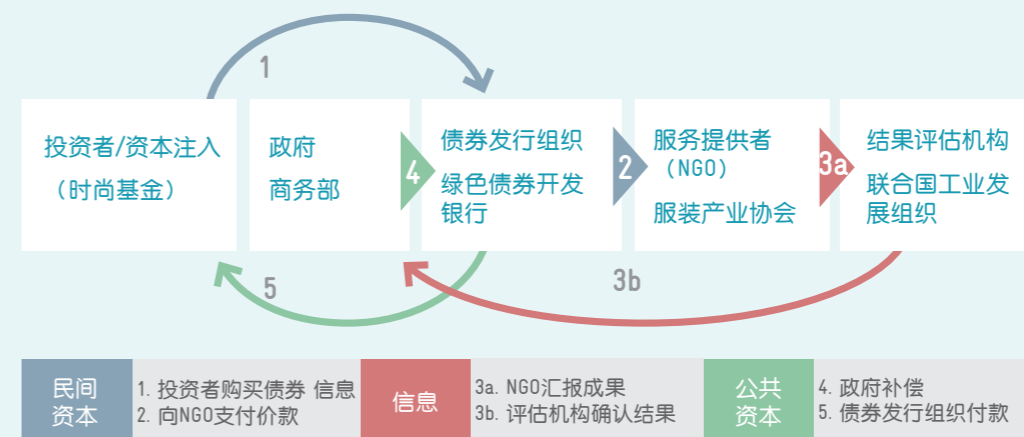 1
投资者/资本注入
（时尚基金）
政府
商务部
4
债券发行组织
绿色债券开发
银行
2
服务提供者
（NGO）
服装产业协会
3a
结果评估机构
联合国工业发
展组织
5
3b
民间
资本
1. 投资者购买债券 信息
2. 向NGO支付价款
信息
3a. NGO汇报成果
3b. 评估机构确认结果
公共
资本
4. 政府补偿
5. 债券发行组织付款